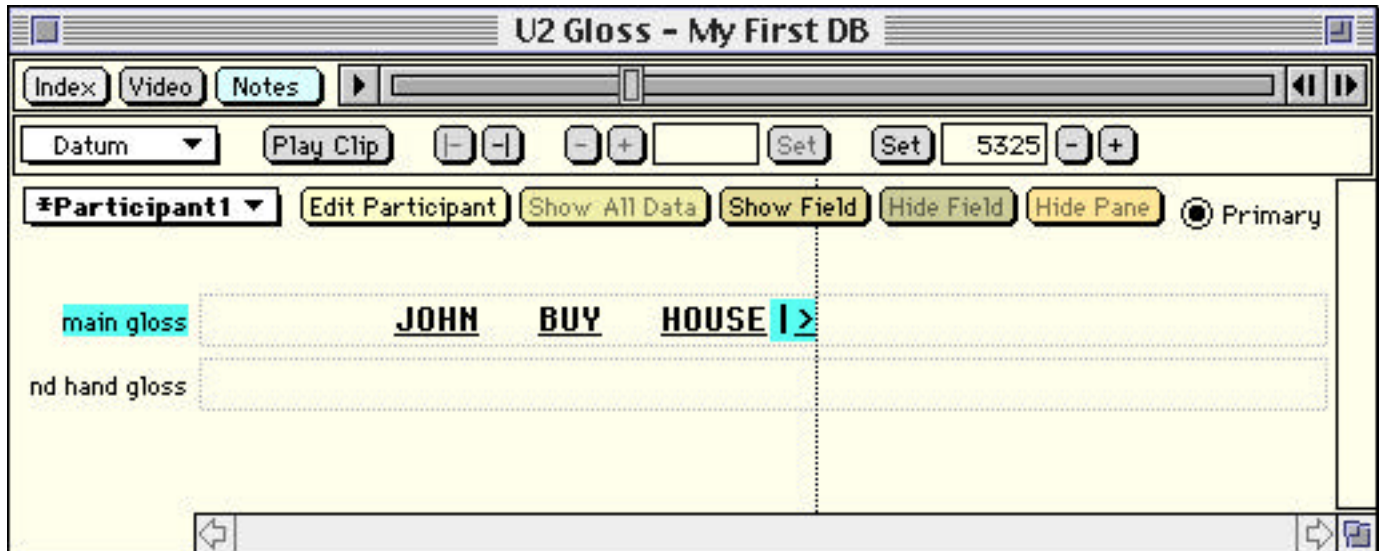 U2 Gloss - My First DB
Index Video Notes
Datum Play Clip |- -| - + Set Set 5325 - +
*Participant1 Edit Participant Show All Data Show Field Hide Field Hide Pane Primary
main gloss JOHN BUY HOUSE |>
nd hand gloss